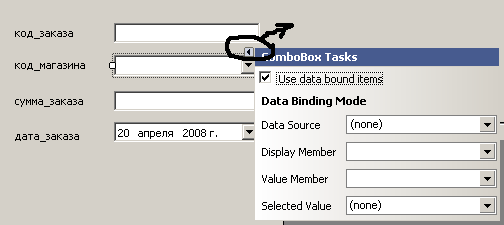 код_заказа
код_магазина
сумма_заказа
дата_заказа
20 апреля 2008 г.
ComboBox Tasks
Use data bound items
Data Binding Mode
Data Source (none)
Display Member
Value Member
Selected Value (none)